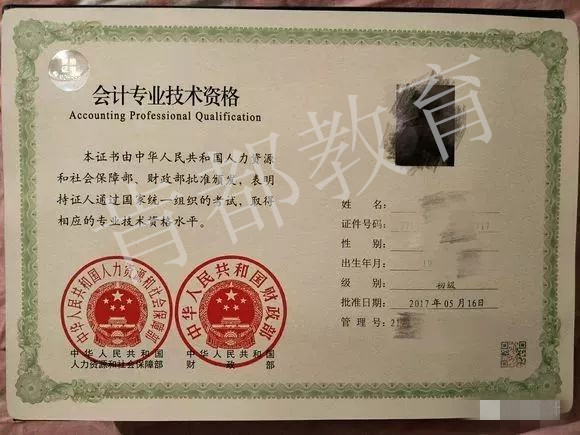 会计专业技术资格
Accounting Professional Qualification
本证书由中华人民共和国人力资源
和社会保障部、财政部批准颁发，表明
持证人通过国家统一组织的考试，取得
相应的专业技术资格水平。
姓 名：
证件号码：
性 别：
出生年月：19
级 别：初级
批准日期：2017年05月16日
管 理 号：
中华人民共和国人力资源和社会保障部
中华人民共和国财政部
中华人民共和国
人力资源和社会保障部
中华人民共和国
财政部
首都教育